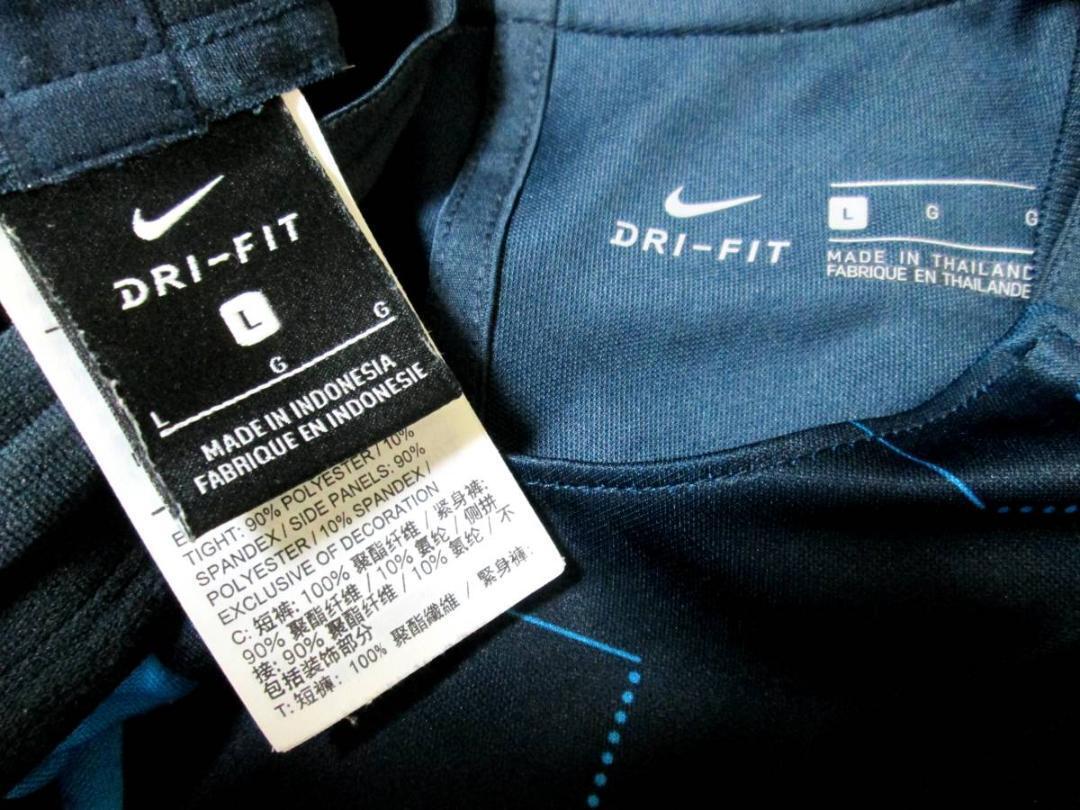 DRI-FIT
L
G
G
L
MADE IN INDONESIA
FABRIQUE EN INDONESIE
TIGHT: 90% POLYESTER / 10%
SPANDEX / SIDE PANELS: 90%
POLYESTER / 10% SPANDEX /
EXCLUSIVE OF DECORATION
C: 短裤: 100% 聚酯纤维 / 紧身裤:
90% 聚酯纤维 / 10% 氨纶 / 侧拼
接: 90% 聚酯纤维 / 10% 氨纶 / 不
包括装饰部分
T: 短褲: 100% 聚酯纖維 / 緊身褲:
DRI-FIT
L G G
MADE IN THAILAND
FABRIQUE EN THAILANDE